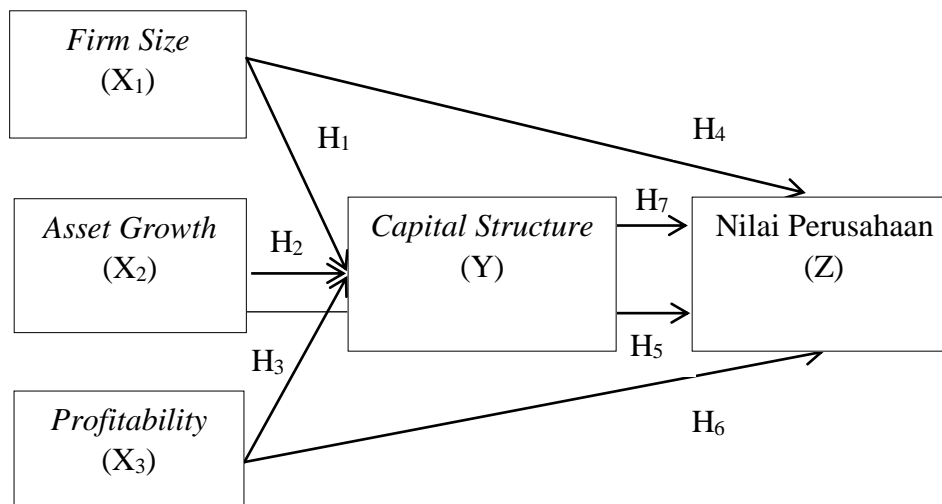 Firm Size
(X₁)
H₁
H₄
Asset Growth
(X₂)
H₂
Capital Structure
(Y)
H₇
Nilai Perusahaan
(Z)
H₃
H₅
Profitability
(X₃)
H₆